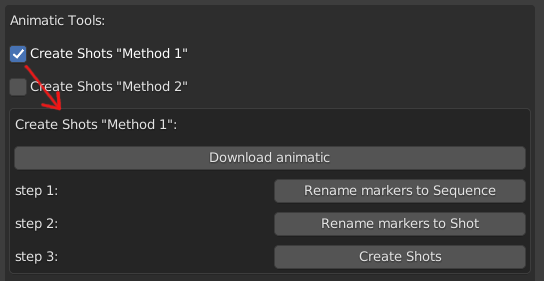 Animatic Tools:
Create Shots "Method 1"
Create Shots "Method 2"
Create Shots "Method 1":
Download animatic
step 1: Rename markers to Sequence
step 2: Rename markers to Shot
step 3: Create Shots